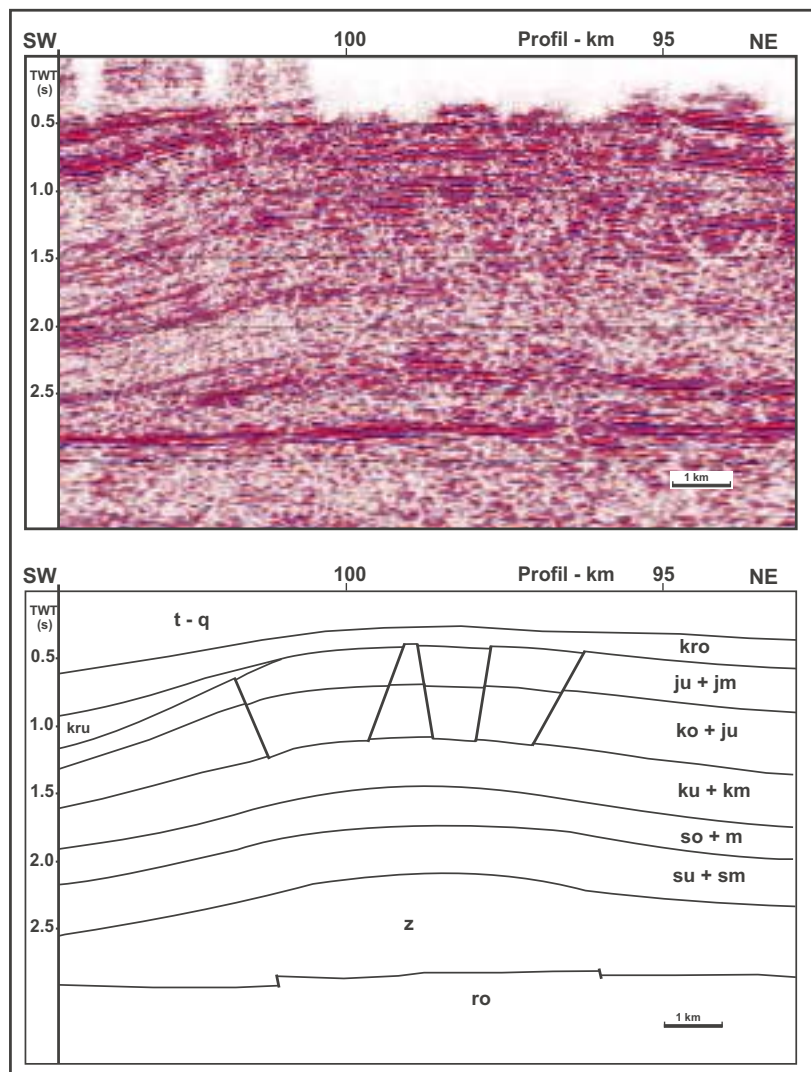 SW 100 Profil - km 95 NE
TWT
(s)
0.5
1.0
1.5
2.0
2.5
1 km
SW 100 Profil - km 95 NE
TWT
(s)
t - q
0.5
kro
ju + jm
1.0
kru
ko + ju
1.5
ku + km
so + m
2.0
su + sm
2.5
z
ro
1 km